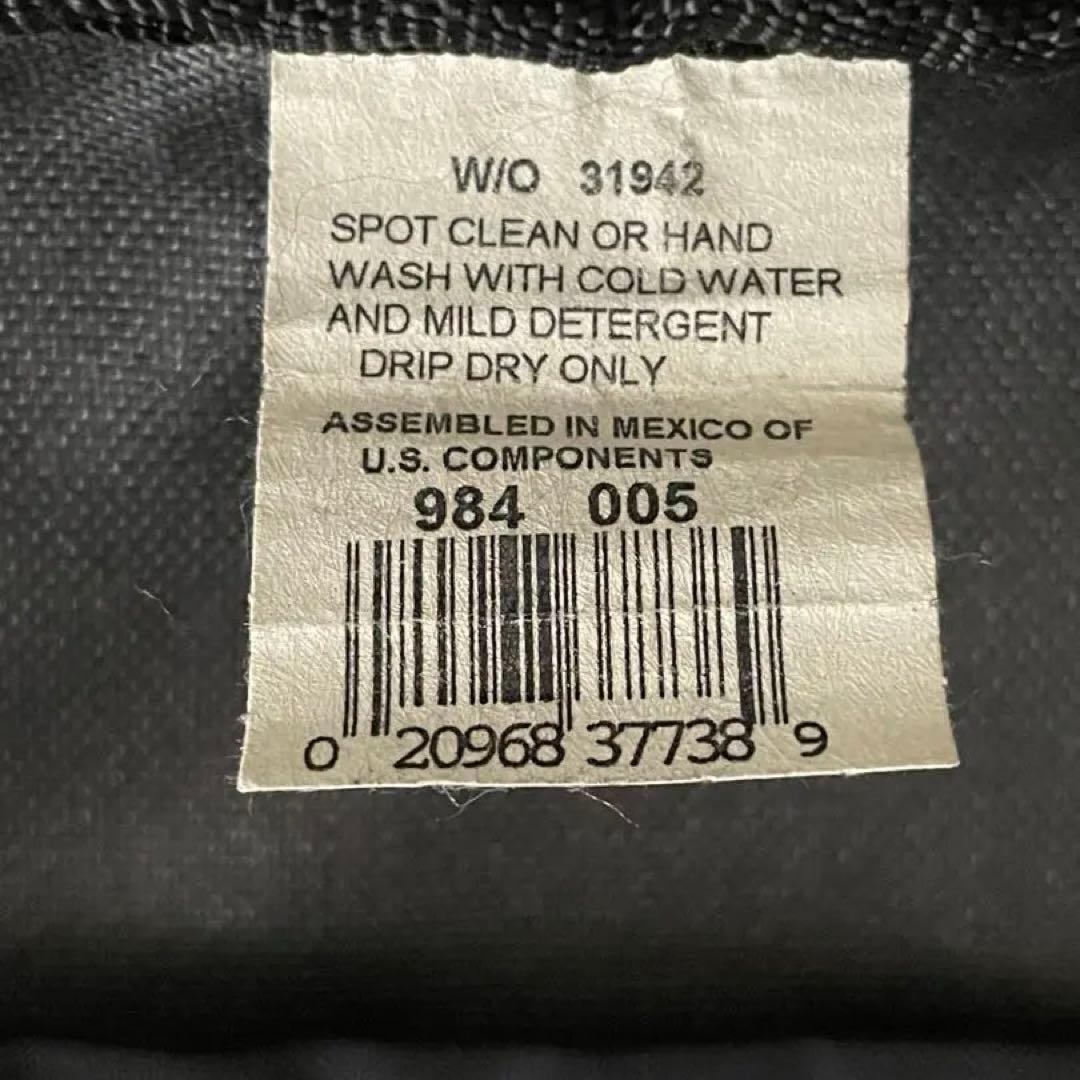 W/O 31942
SPOT CLEAN OR HAND
WASH WITH COLD WATER
AND MILD DETERGENT
DRIP DRY ONLY
ASSEMBLED IN MEXICO OF
U.S. COMPONENTS
984 005
0 20968 37738 9